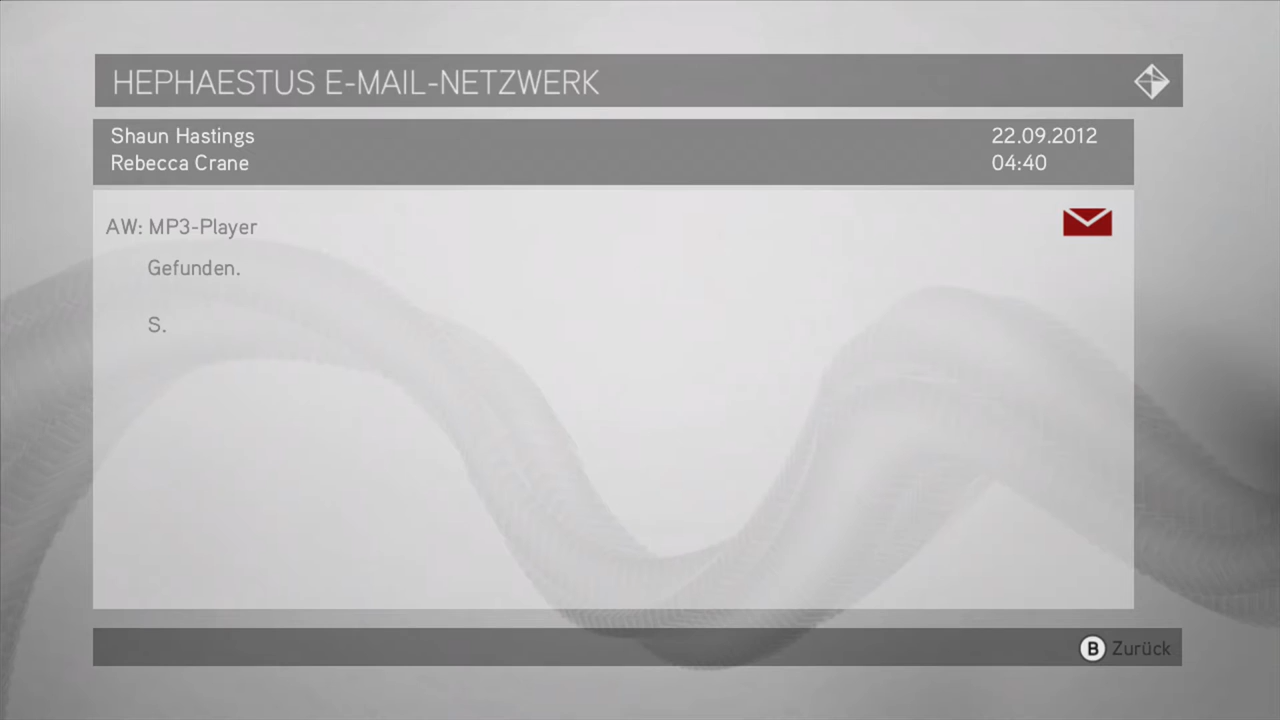 HEPHAESTUS E-MAIL-NETZWERK
Shaun Hastings
22.09.2012
Rebecca Crane
04:40
AW: MP3-Player
Gefunden.
S.
B Zurück